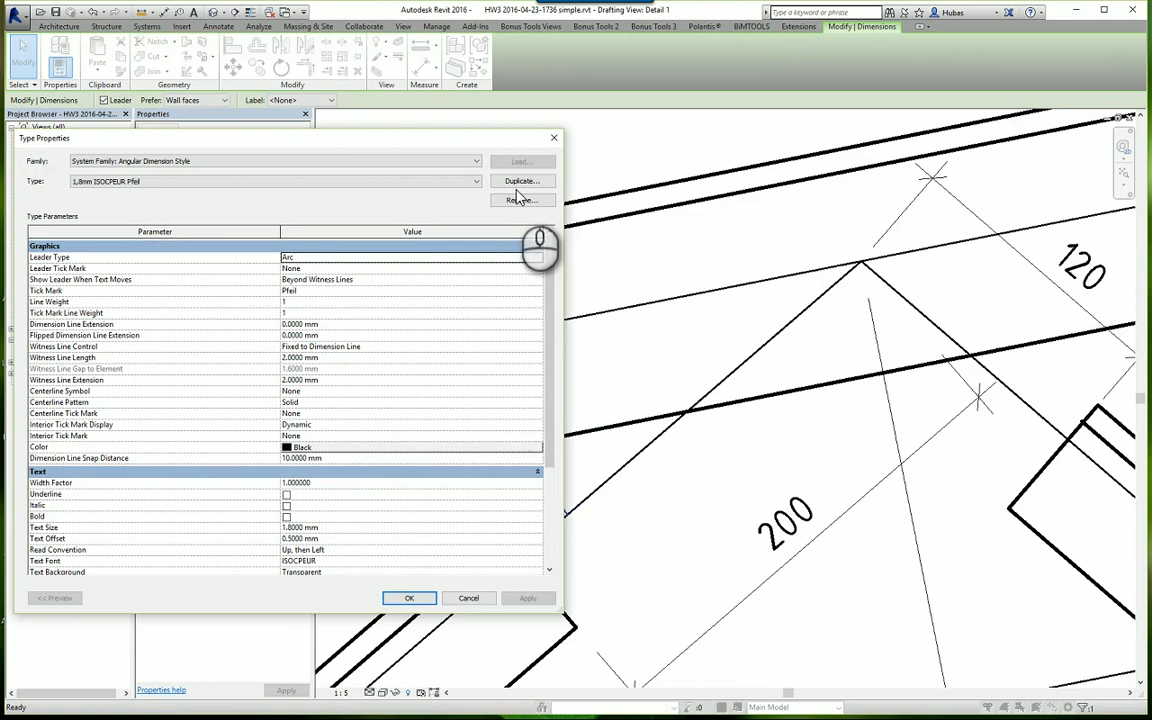 Autodesk Revit 2016 - HW3 2016-04-23-1736 simple.rvt - Drafting View: Detail 1
Type a keyword or phrase
Hubas
Architecture Structure Systems Insert Annotate Analyze Massing & Site Collaborate View Manage Add-Ins Bonus Tools Bonus Tools 2 Bonus Tools 3 Polantis® BiMTOOLS Extensions Modify | Dimensions
Modify Paste Notch Cut Join
Select Properties Clipboard Geometry Modify View Measure Create
Modify | Dimensions Leader Prefer: Wall faces Label: <None>
Project Browser - HW3 2016-04-2... Properties
Views (all)
Type Properties
Family: System Family: Angular Dimension Style Load...
Type: 1,8mm ISOCPEUR Pfeil Duplicate...
Type Parameters
Parameter Value
Graphics
Leader Type Arc
Leader Tick Mark None
Show Leader When Text Moves Beyond Witness Lines
Tick Mark Pfeil
Line Weight 1
Tick Mark Line Weight 1
Dimension Line Extension 0.0000 mm
Flipped Dimension Line Extension 0.0000 mm
Witness Line Control Fixed to Dimension Line
Witness Line Length 2.0000 mm
Witness Line Gap to Element 1.6000 mm
Witness Line Extension 2.0000 mm
Centerline Symbol None
Centerline Pattern Solid
Centerline Tick Mark None
Interior Tick Mark Display Dynamic
Interior Tick Mark None
Color Black
Dimension Line Snap Distance 10.0000 mm
Text
Width Factor 1.000000
Underline
Italic
Bold
Text Size 1.8000 mm
Text Offset 0.5000 mm
Read Convention Up, then Left
Text Font ISOCPEUR
Text Background Transparent
<< Preview OK Cancel Apply
120
200
Properties help Apply
1 : 5
Ready :0 Main Model :1